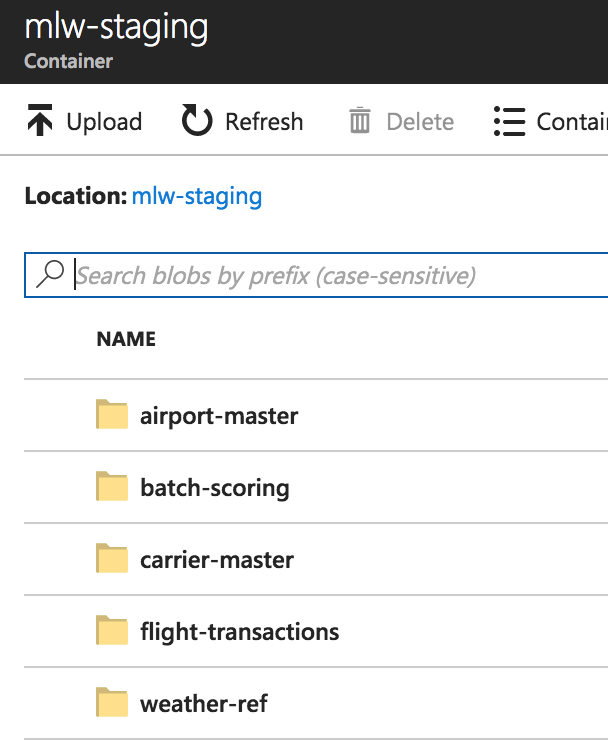 mlw-staging
Container
Upload Refresh Delete Contai
Location: mlw-staging
Search blobs by prefix (case-sensitive)
NAME
airport-master
batch-scoring
carrier-master
flight-transactions
weather-ref